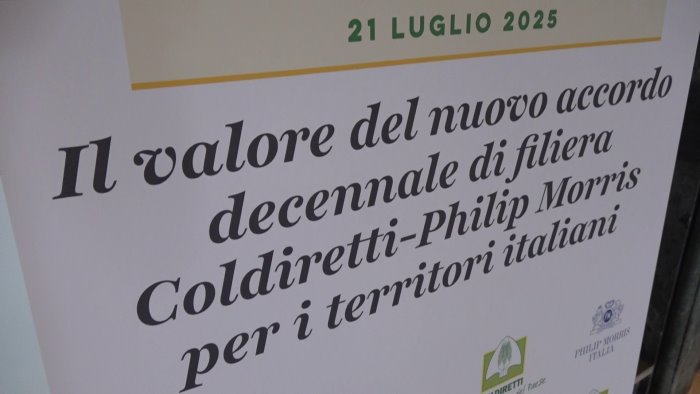 21 LUGLIO 2025
Il valore del nuovo accordo
decennale di filiera
Coldiretti-Philip Morris
per i territori italiani
PHILIP MORRIS
ITALIA
DIRETTI